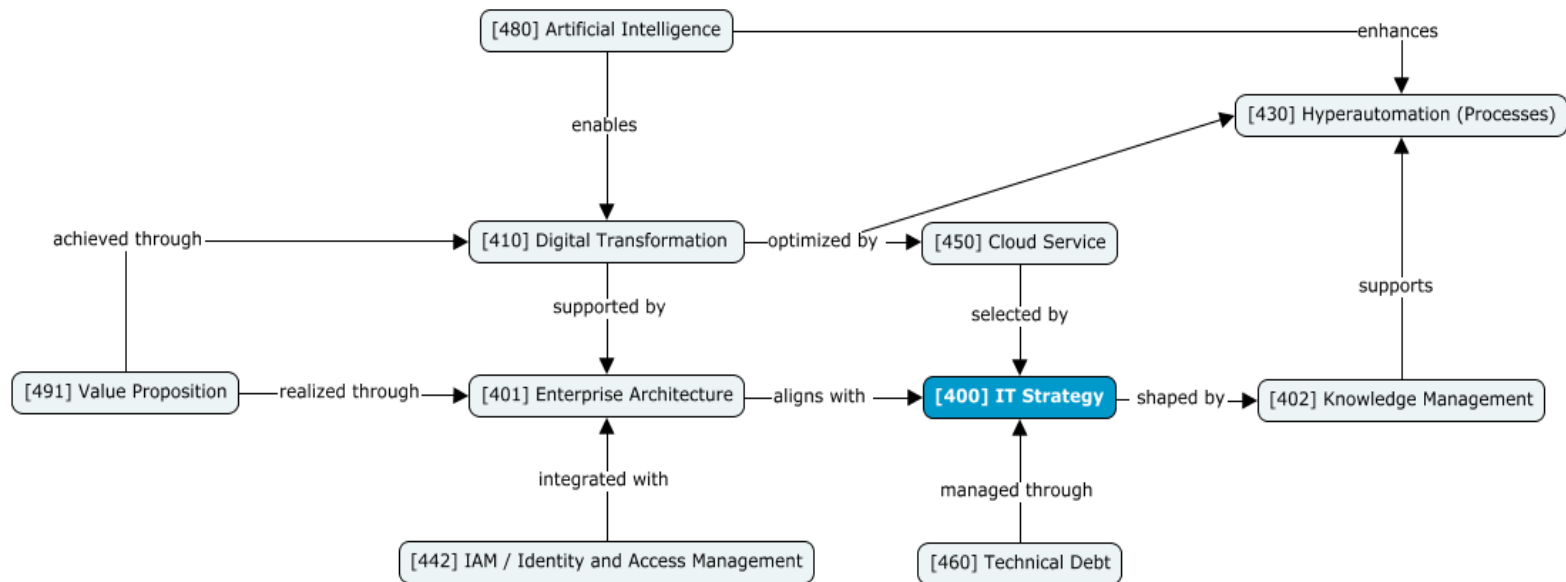 [480] Artificial Intelligence
enhances
[430] Hyperautomation (Processes)
enables
achieved through
[410] Digital Transformation
optimized by
[450] Cloud Service
supported by
selected by
supports
[491] Value Proposition
realized through
[401] Enterprise Architecture
aligns with
[400] IT Strategy
shaped by
[402] Knowledge Management
integrated with
managed through
[442] IAM / Identity and Access Management
[460] Technical Debt